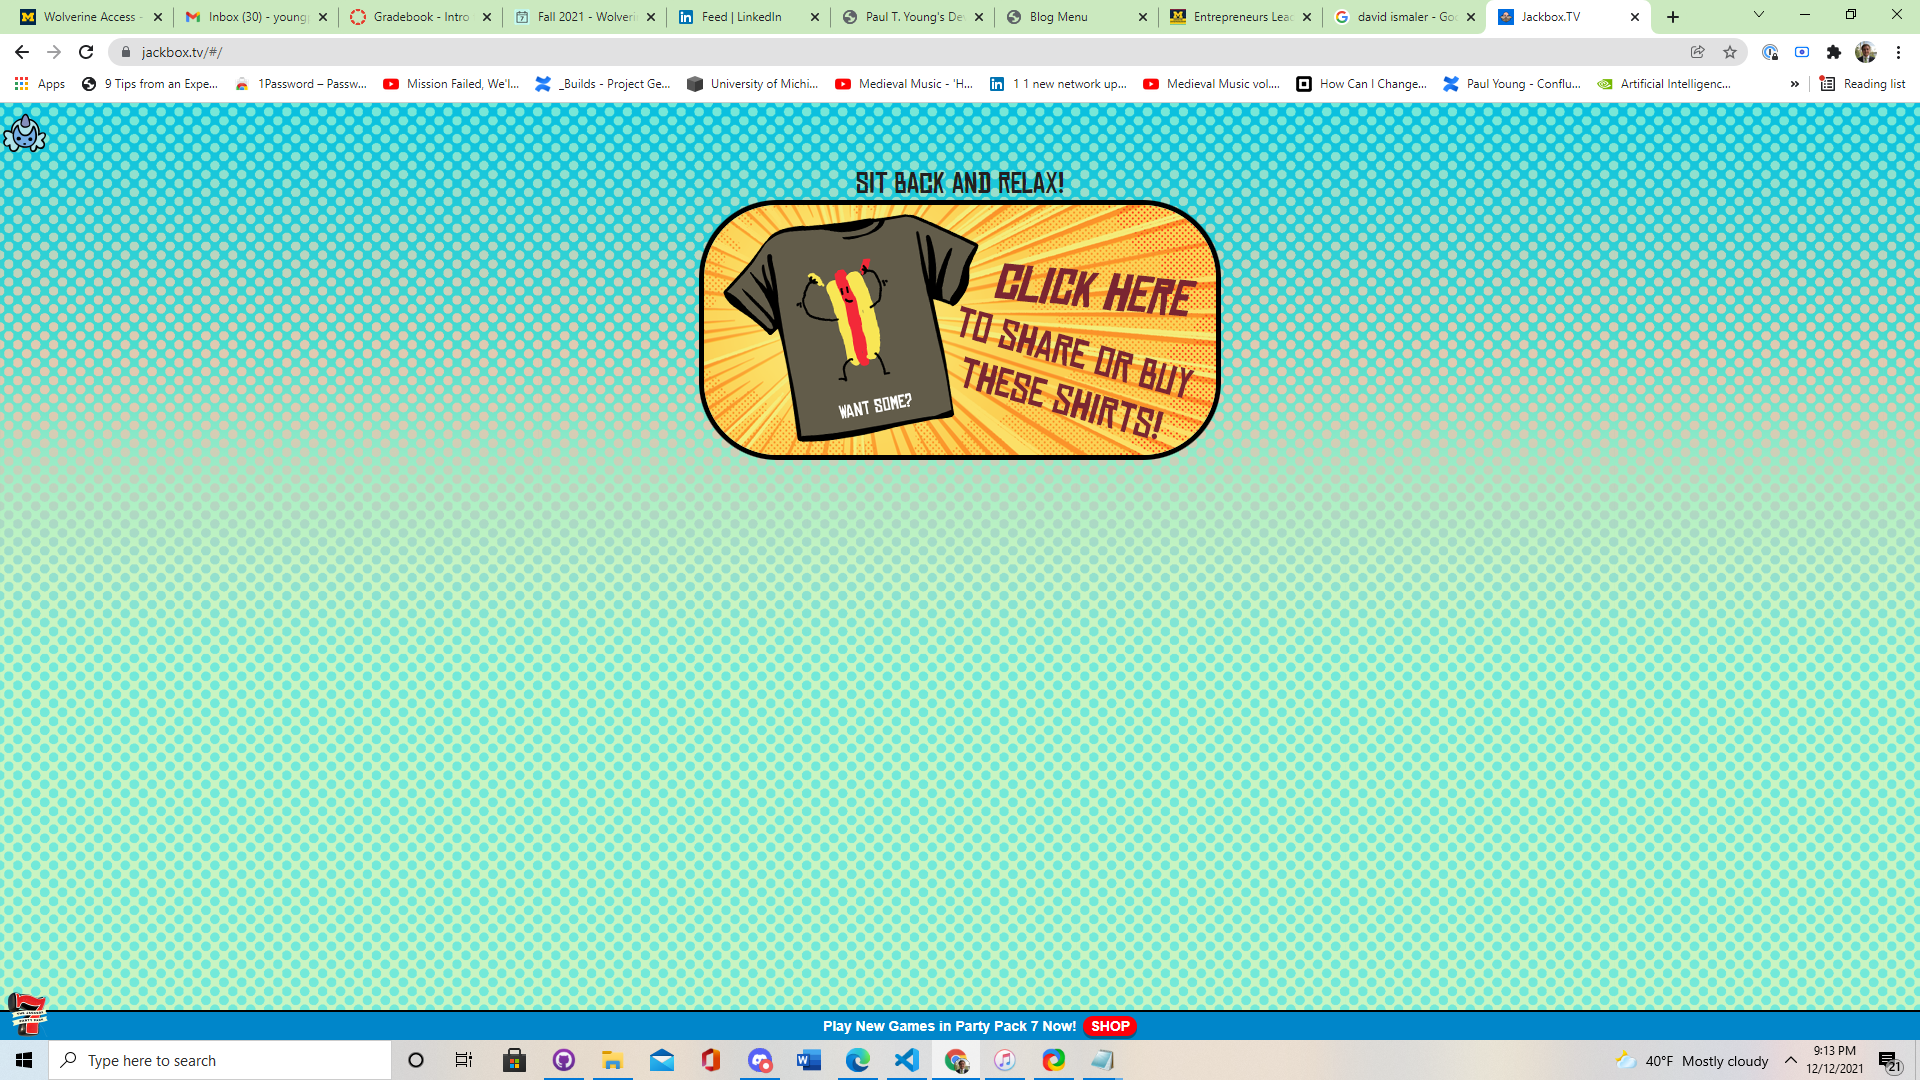 Wolverine Access -
Inbox (30) - young
Gradebook - Intro
Fall 2021 - Wolveri
Feed | LinkedIn
Paul T. Young's De
Blog Menu
Entrepreneurs Lead
david ismaler - Goo
Jackbox.TV
jackbox.tv/#/
Apps
9 Tips from an Expe...
1Password – Passw...
Mission Failed, We'l...
_Builds - Project Ge...
University of Michi...
Medieval Music - 'H...
1 1 new network up...
Medieval Music vol....
How Can I Change...
Paul Young - Conflu...
Artificial Intelligenc...
»
Reading list
SIT BACK AND RELAX!
CLICK HERE
TO SHARE OR BUY
THESE SHIRTS!
WANT SOME?
Play New Games in Party Pack 7 Now! SHOP
Type here to search
40°F Mostly cloudy
9:13 PM
12/12/2021
21